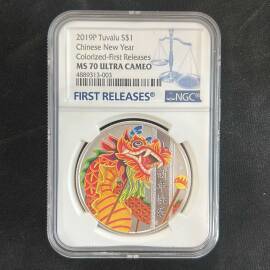 2019P Tuvalu S$1
Chinese New Year
Colorized-First Releases
MS 70 ULTRA CAMEO
4889313-003
FIRST RELEASES®
NGC